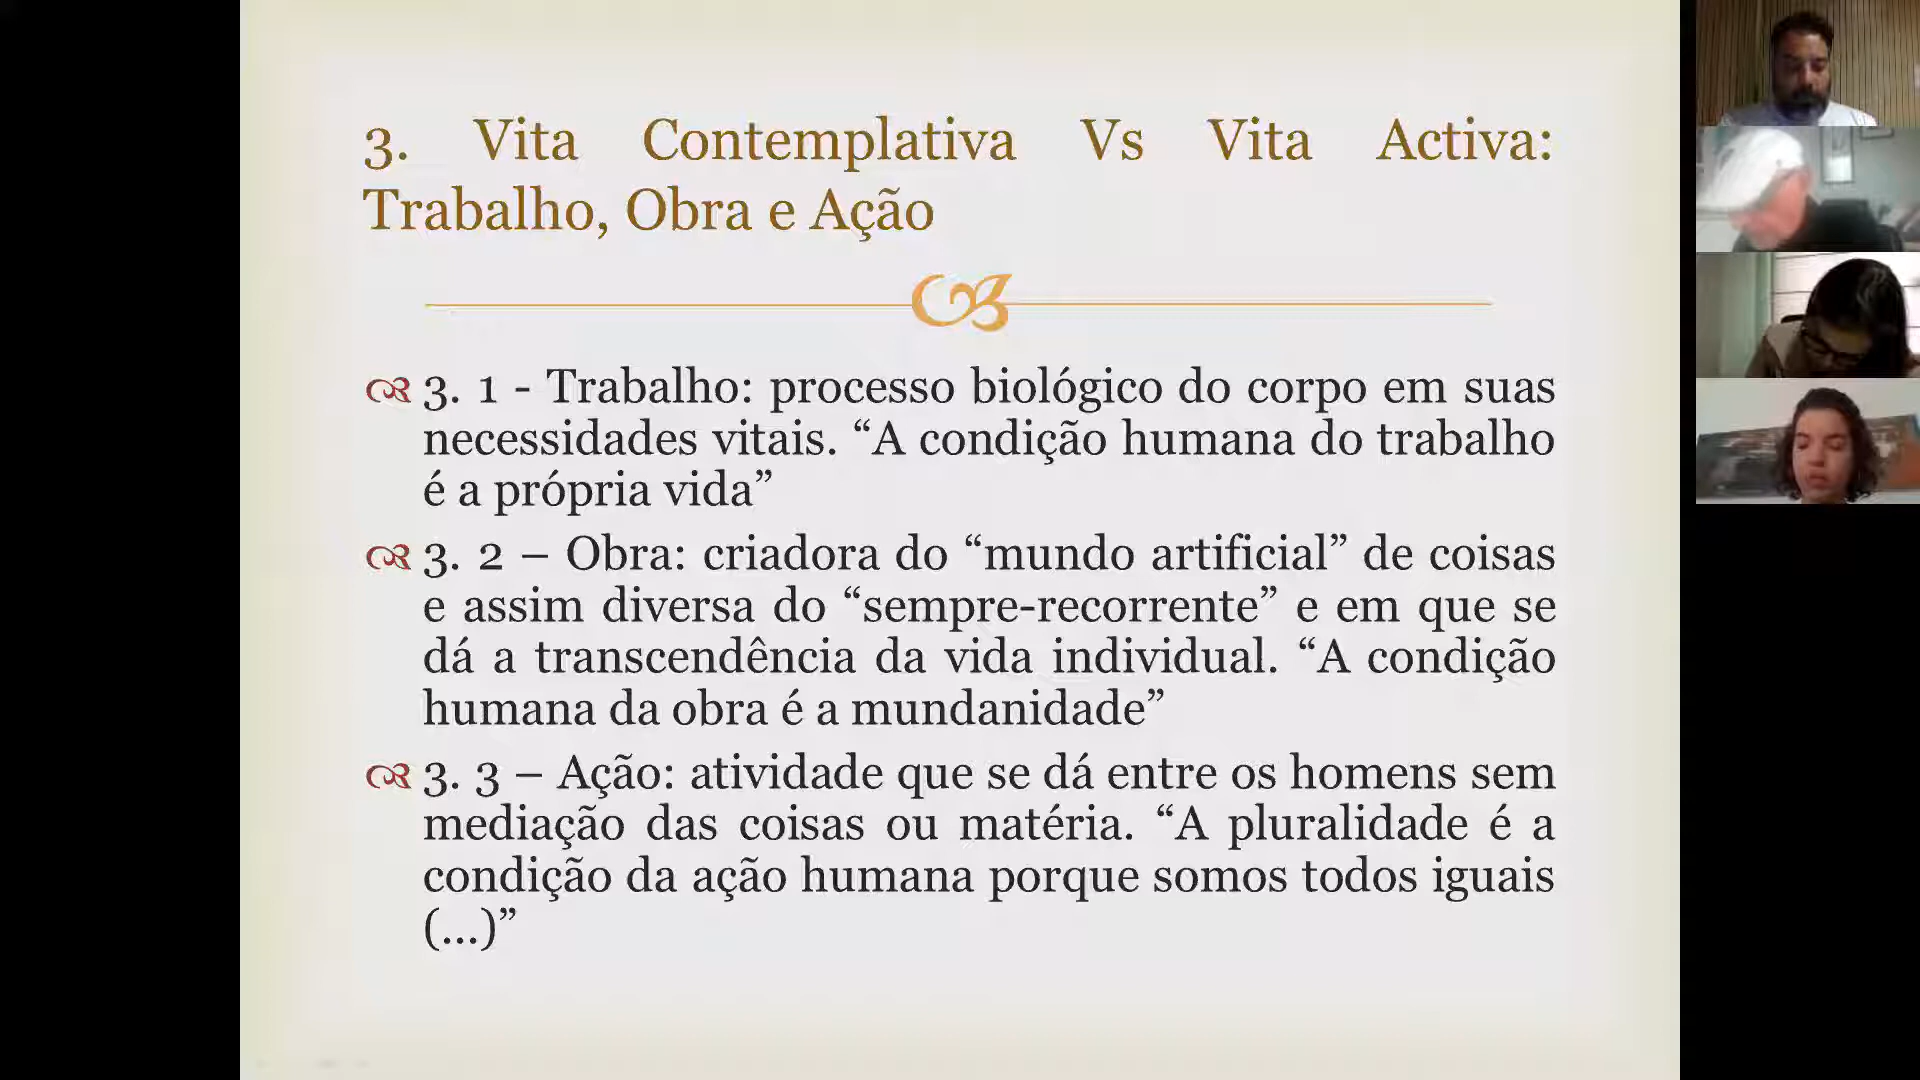 3. Vita Contemplativa Vs Vita Activa:
Trabalho, Obra e Ação
3. 1 - Trabalho: processo biológico do corpo em suas
necessidades vitais. “A condição humana do trabalho
é a própria vida”
3. 2 – Obra: criadora do “mundo artificial” de coisas
e assim diversa do “sempre-recorrente” e em que se
dá a transcendência da vida individual. “A condição
humana da obra é a mundanidade”
3. 3 – Ação: atividade que se dá entre os homens sem
mediação das coisas ou matéria. “A pluralidade é a
condição da ação humana porque somos todos iguais
(...)”